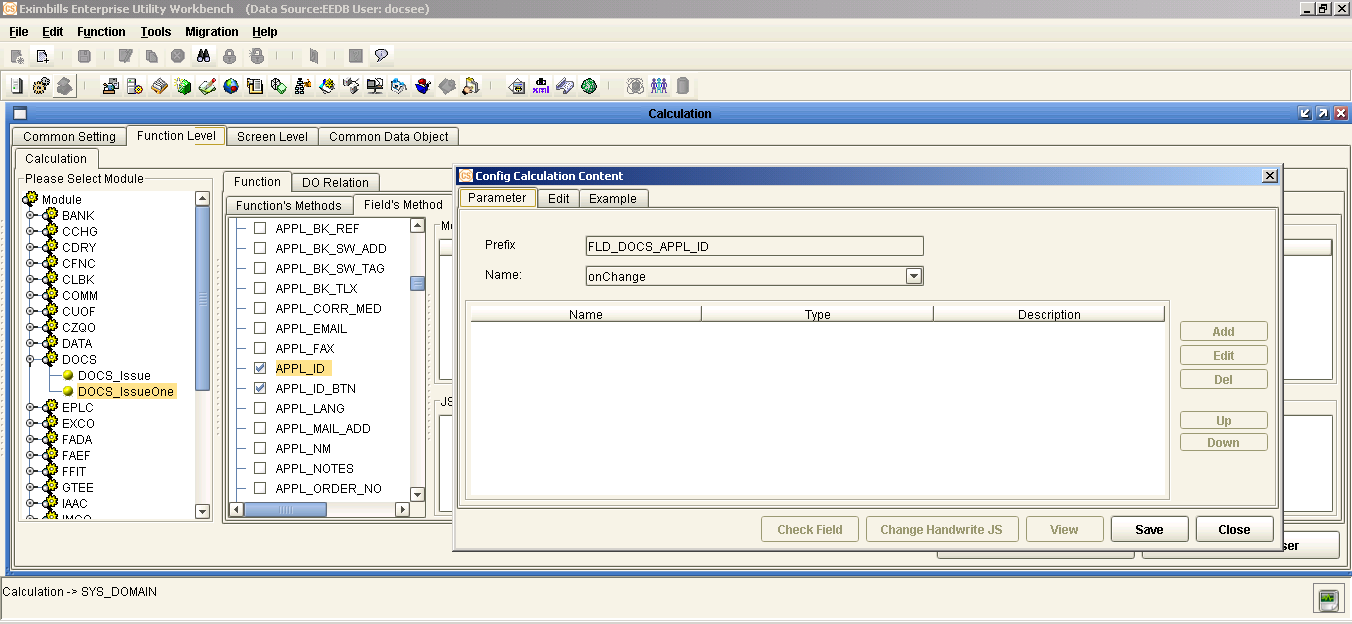 Eximbills Enterprise Utility Workbench (Data Source:EEDB User: docsee)
File Edit Function Tools Migration Help
db
xml
Calculation
Common Setting Function Level Screen Level Common Data Object
Calculation
Please Select Module
Module
BANK
CCHG
CDRY
CFNC
CLBK
COMM
CUOF
CZQO
DATA
DOCS
DOCS_Issue
DOCS_IssueOne
EPLC
EXCO
FADA
FAEF
FFIT
GTEE
IAAC
IMCO
Function DO Relation
Function's Methods Field's Method
APPL_BK_REF
APPL_BK_SW_ADD
APPL_BK_SW_TAG
APPL_BK_TLX
APPL_CORR_MED
APPL_EMAIL
APPL_FAX
APPL_ID
APPL_ID_BTN
APPL_LANG
APPL_MAIL_ADD
APPL_NM
APPL_NOTES
APPL_ORDER_NO
JS
CS Config Calculation Content
Parameter Edit Example
Prefix FLD_DOCS_APPL_ID
Name: onChange
Name Type Description
Add
Edit
Del
Up
Down
Check Field Change Handwrite JS View Save Close
ser
Calculation -> SYS_DOMAIN